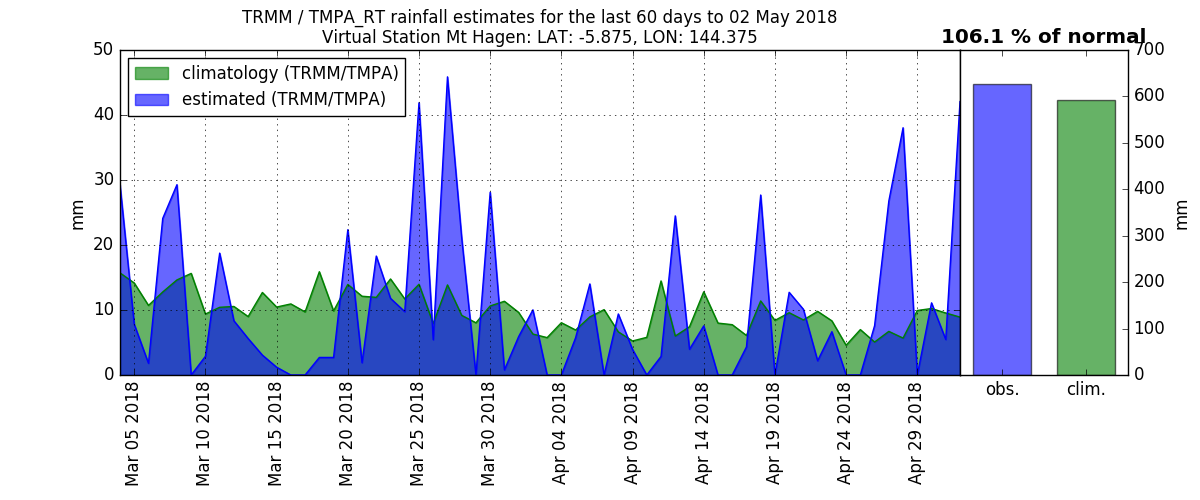 TRMM / TMPA_RT rainfall estimates for the last 60 days to 02 May 2018
Virtual Station Mt Hagen: LAT: -5.875, LON: 144.375
106.1 % of normal
climatology (TRMM/TMPA)
estimated (TRMM/TMPA)
50
40
30
20
10
0
mm
Mar 05 2018
Mar 10 2018
Mar 15 2018
Mar 20 2018
Mar 25 2018
Mar 30 2018
Apr 04 2018
Apr 09 2018
Apr 14 2018
Apr 19 2018
Apr 24 2018
Apr 29 2018
obs.
clim.
700
600
500
400
300
200
100
0
mm